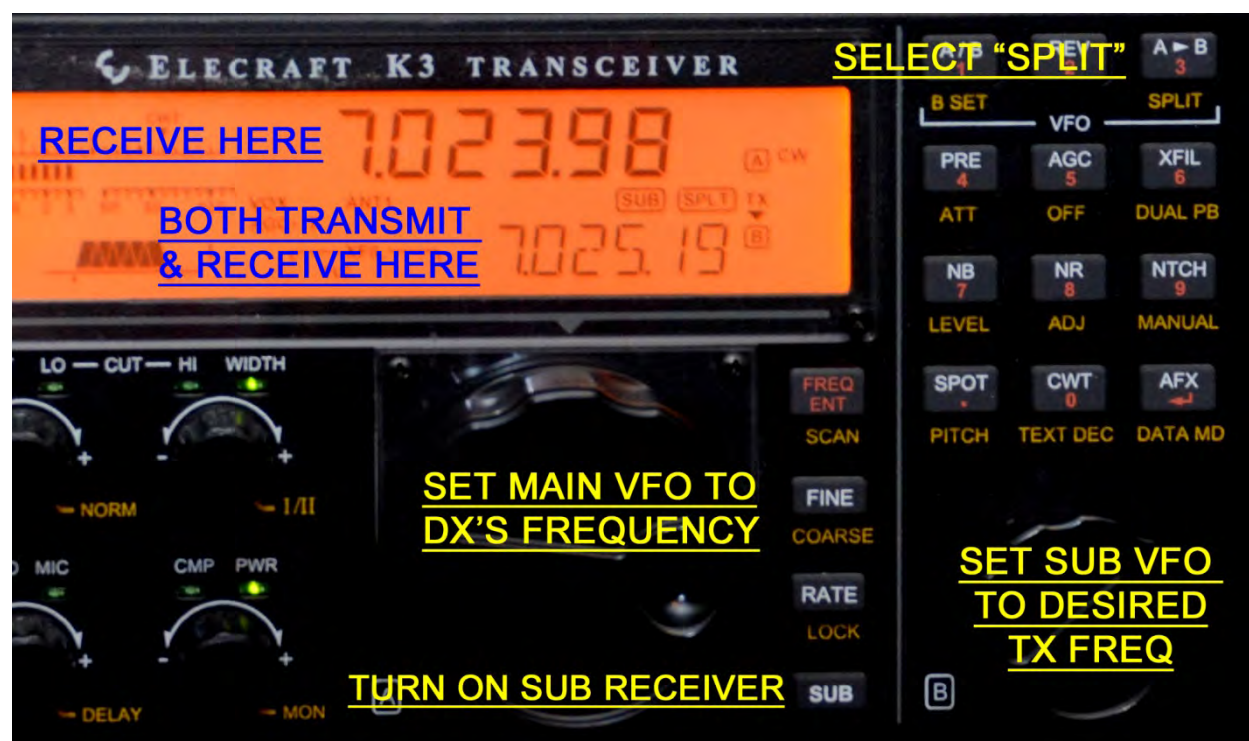 ELECRAFT K3 TRANSCEIVER
SELECT “SPLIT”
REV
A ► B
1
2
3
B SET
SPLIT
VFO
RECEIVE HERE
7.023.98
A
CW
BOTH TRANSMIT
& RECEIVE HERE
VOX
ANT1
SUB
SPLT
TX
7.025.19
B
PRE
4
AGC
5
XFIL
6
ATT
OFF
DUAL PB
NB
7
NR
8
NTCH
9
LEVEL
ADJ
MANUAL
SPOT
.
CWT
0
AFX
PITCH
TEXT DEC
DATA MD
LO — CUT — HI
WIDTH
- +
NORM
I/II
FREQ
ENT
SCAN
SET MAIN VFO TO
DX’S FREQUENCY
FINE
COARSE
SET SUB VFO
TO DESIRED
TX FREQ
MIC
CMP
PWR
- +
DELAY
MON
RATE
LOCK
TURN ON SUB RECEIVER
SUB
A
B